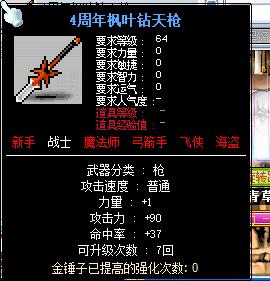 4周年枫叶钻天枪
要求等级: 64
要求力量: 0
要求敏捷: 0
要求智力: 0
要求运气: 0
要求人气度: -
道具等级: -
道具经验值: -
新手 战士 魔法师 弓箭手 飞侠 海盗
武器分类: 枪
攻击速度: 普通
力量: +1
攻击力: +90
命中率: +37
可升级次数: 7回
金锤子已提高的强化次数: 0